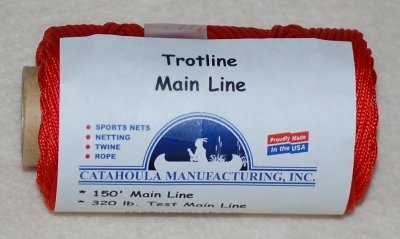 Trotline
Main Line
• SPORTS NETS
• NETTING
• TWINE
• ROPE
Proudly Made
In the USA
CATAHOULA MANUFACTURING, INC.
* 150' Main Line
* 320 lb. Test Main Line